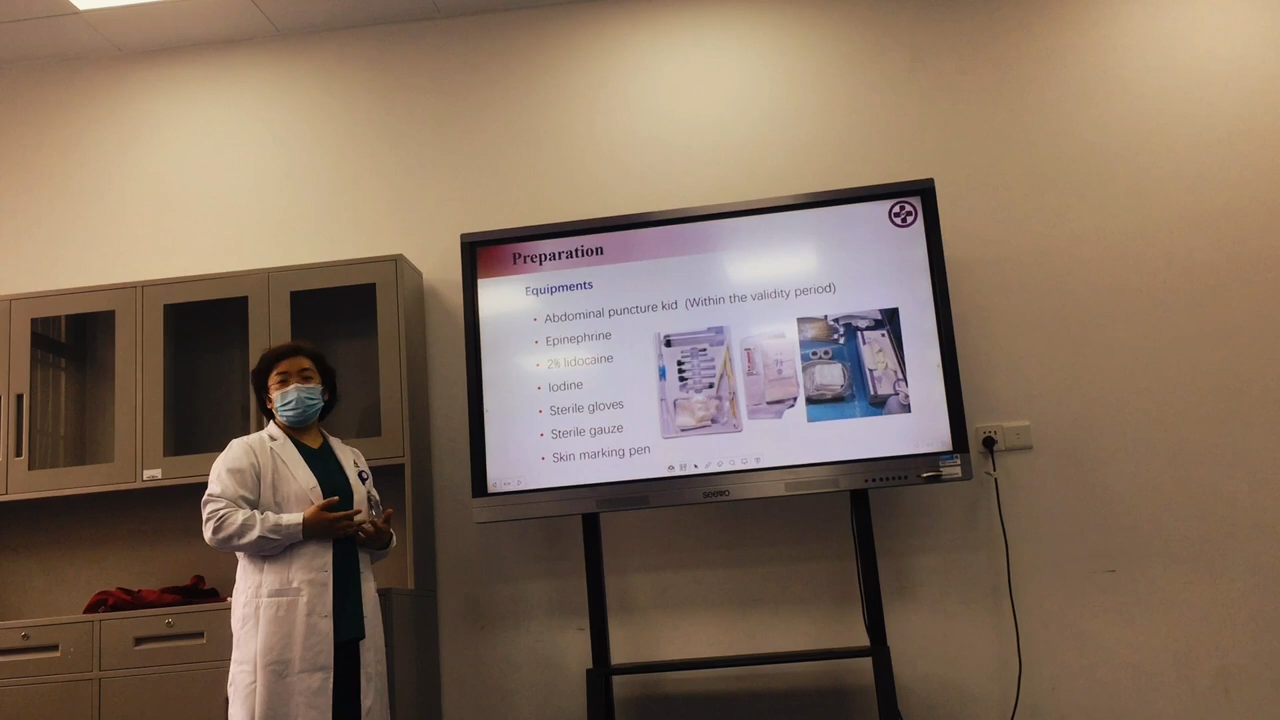 Preparation
Equipments
• Abdominal puncture kid (Within the validity period)
• Epinephrine
• 2% lidocaine
• Iodine
• Sterile gloves
• Sterile gauze
• Skin marking pen
seewo